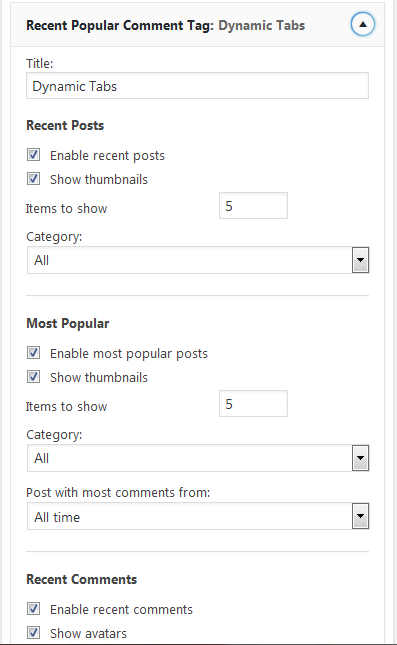 Recent Popular Comment Tag: Dynamic Tabs
Title:
Dynamic Tabs
Recent Posts
Enable recent posts
Show thumbnails
Items to show 5
Category:
All
Most Popular
Enable most popular posts
Show thumbnails
Items to show 5
Category:
All
Post with most comments from:
All time
Recent Comments
Enable recent comments
Show avatars